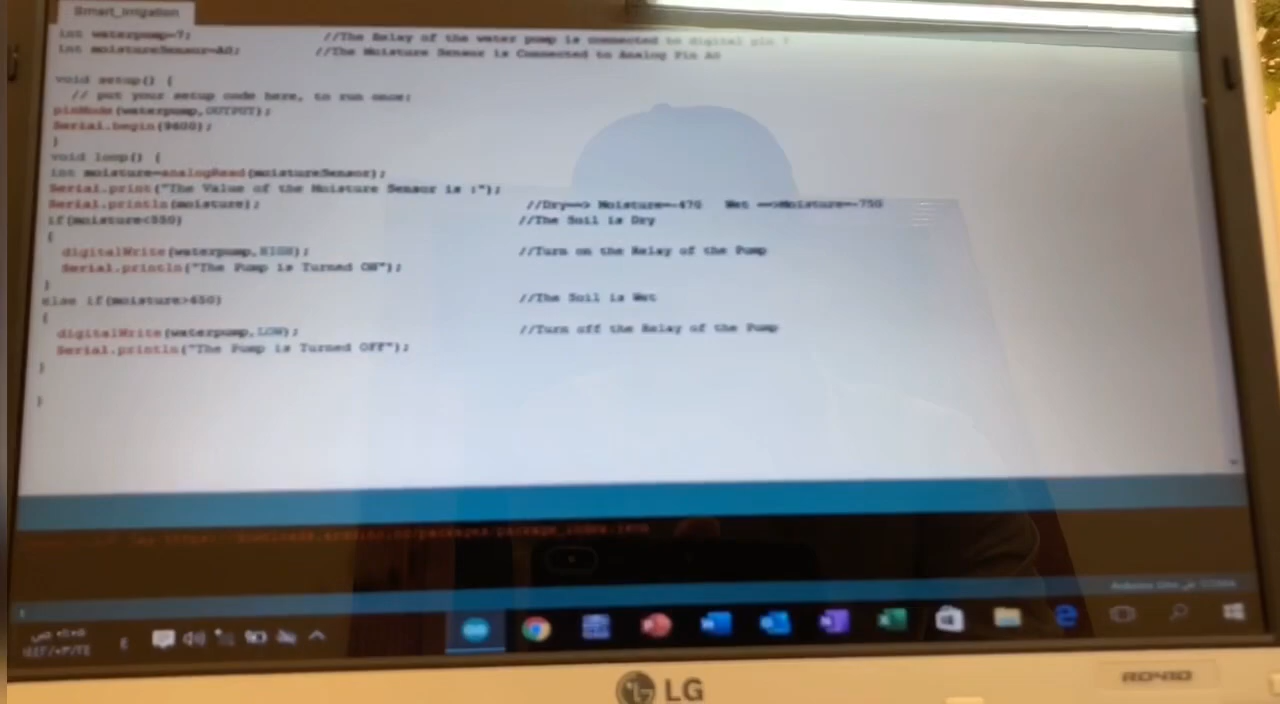 Smart_irrigation
int waterpump=7; //The Relay of the water pump is connected to digital pin 7
int moistureSensor=A0; //The Moisture Sensor is Connected to Analog Pin A0
void setup() {
// put your setup code here, to run once:
pinMode(waterpump,OUTPUT);
Serial.begin(9600);
}
void loop() {
int moisture=analogRead(moistureSensor);
Serial.print("The Value of the Moisture Sensor is :");
Serial.println(moisture); //Dry==> Moisture=~470 Wet ==>Moisture=~750
if(moisture<550) //The Soil is Dry
{
digitalWrite(waterpump,HIGH); //Turn on the Relay of the Pump
Serial.println("The Pump is Turned ON");
}
else if(moisture>650) //The Soil is Wet
{
digitalWrite(waterpump,LOW); //Turn off the Relay of the Pump
Serial.println("The Pump is Turned OFF");
}
}
LG